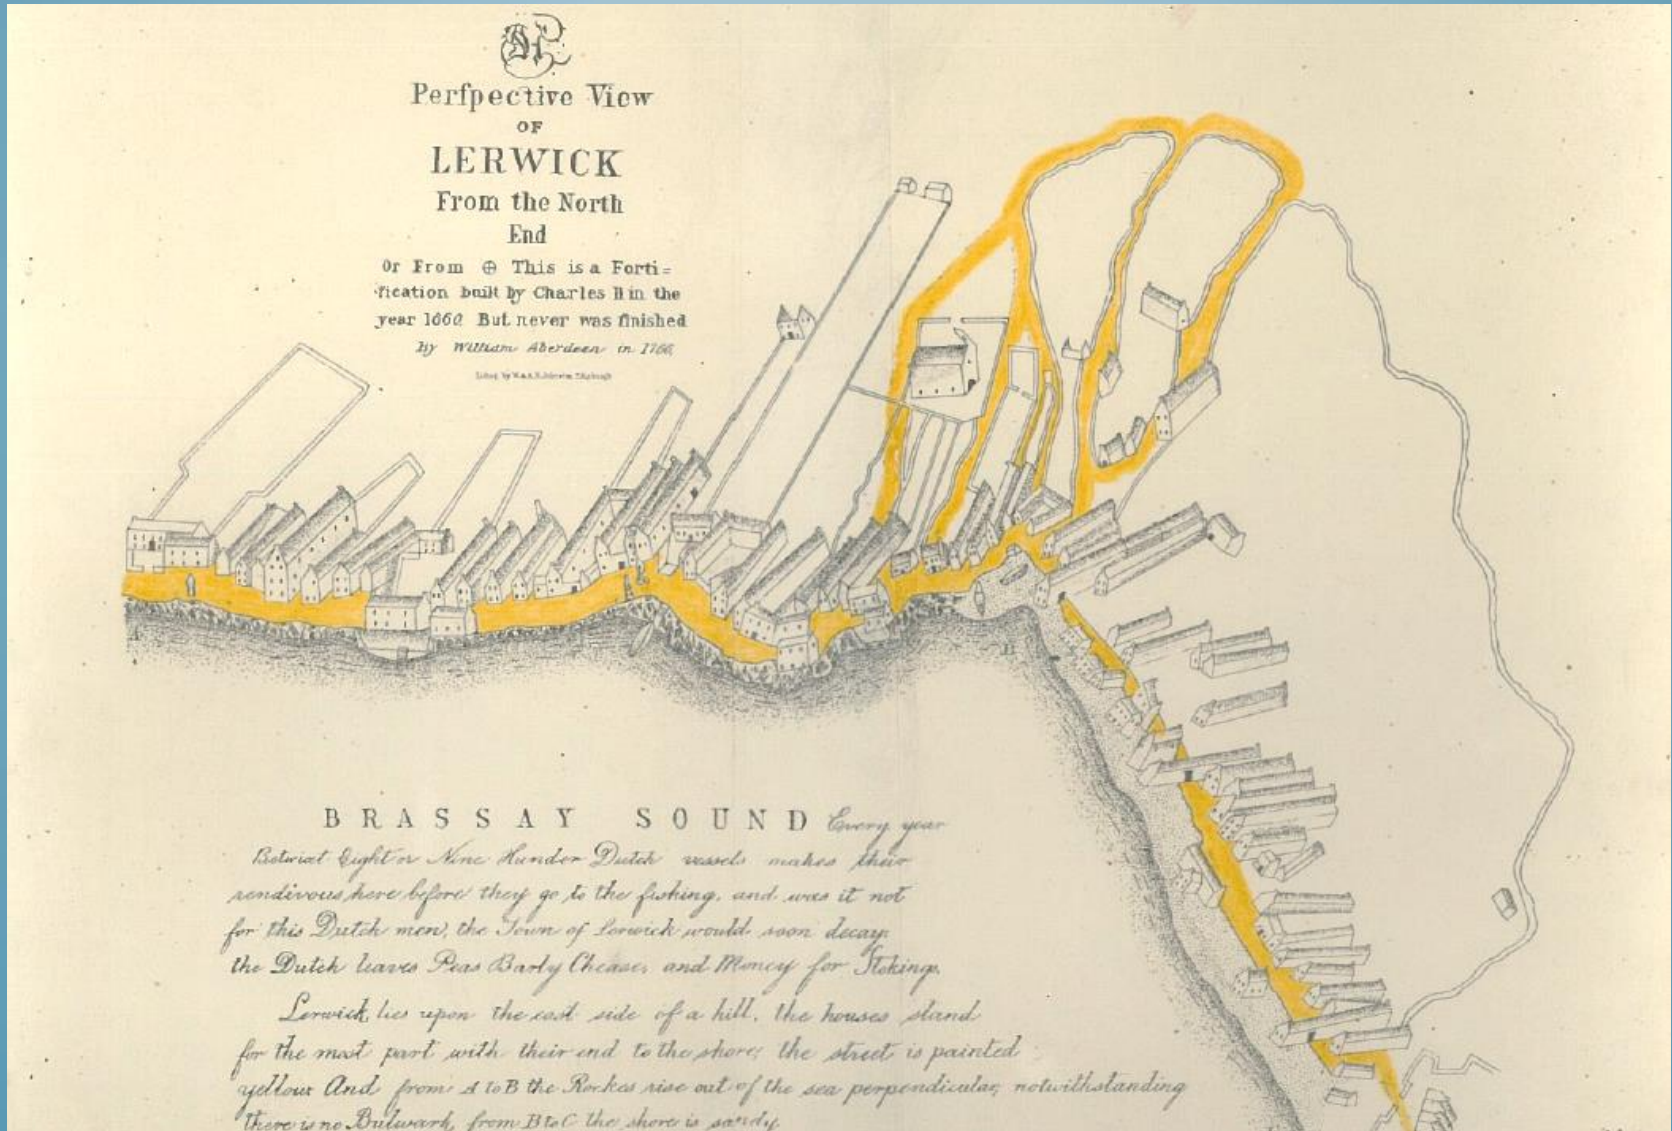 A
Perſpective View
OF
LERWICK
From the North
End
Or From ⊕ This is a Forti=
fication built by Charles II in the
year 1660 But never was finished
By William Aberdeen in 1766
BRASSAY SOUND Every year
Betwixt Eight or Nine Hunder Dutch vessels makes their
rendivous here before they go to the fishing, and was it not
for this Dutch men, the Town of Lerwick would soon decay.
the Dutch leaves Peas Barly Chease, and Money for Stokings.
Lerwick lies upon the east side of a hill, the houses stand
for the most part with their end to the shore; the street is painted
yellow And from A to B the Rockes rise out of the sea perpendicular, notwithstanding
there is no Bulwark, from B to C the shore is sandy.